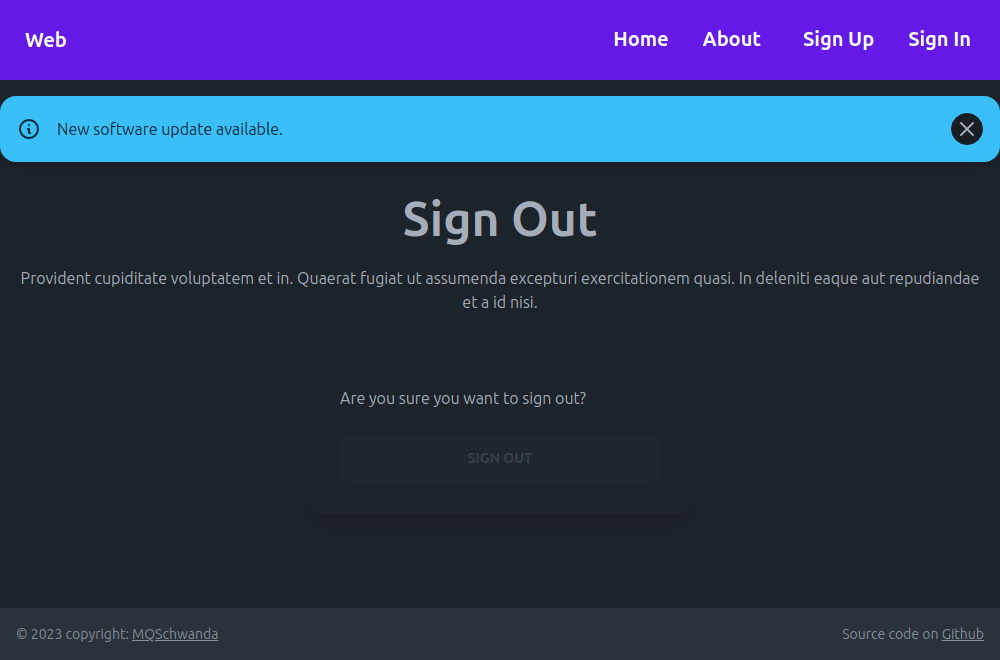 Web
Home About Sign Up Sign In
New software update available.
Sign Out
Provident cupiditate voluptatem et in. Quaerat fugiat ut assumenda excepturi exercitationem quasi. In deleniti eaque aut repudiandae
et a id nisi.
Are you sure you want to sign out?
SIGN OUT
© 2023 copyright: MQSchwanda
Source code on Github